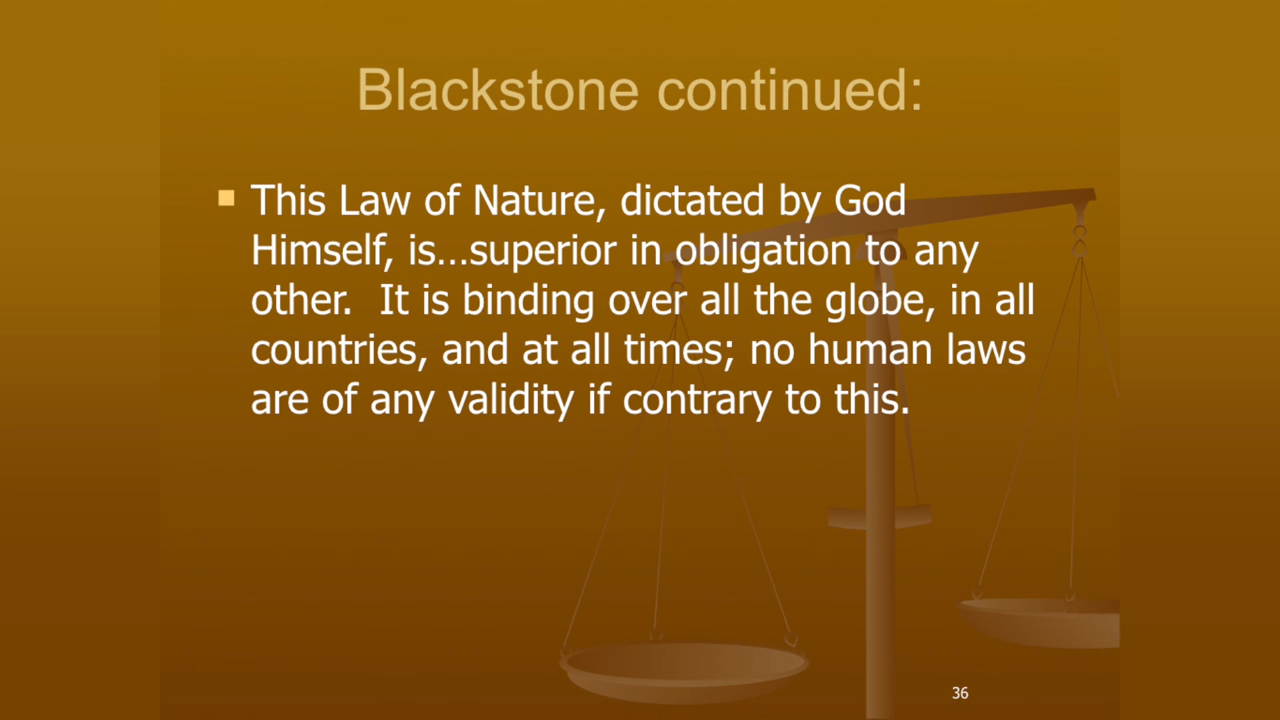 Blackstone continued:
This Law of Nature, dictated by God
Himself, is...superior in obligation to any
other.  It is binding over all the globe, in all
countries, and at all times; no human laws
are of any validity if contrary to this.
36